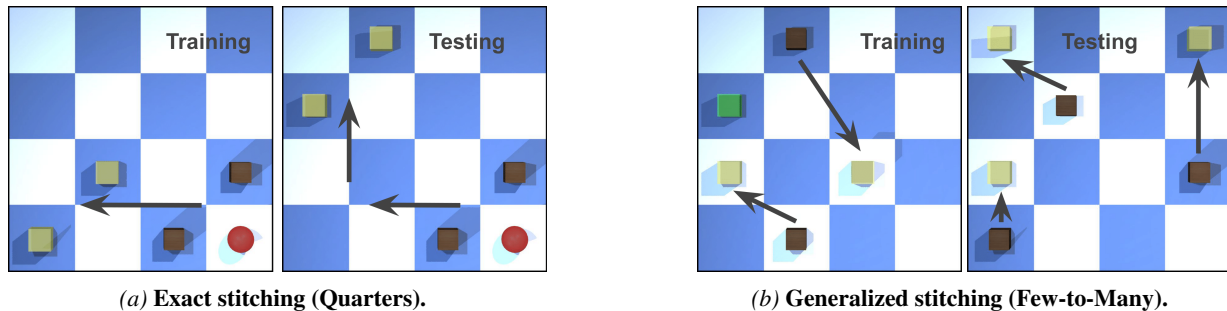 Training
Testing
Training
Testing
(a) Exact stitching (Quarters).
(b) Generalized stitching (Few-to-Many).